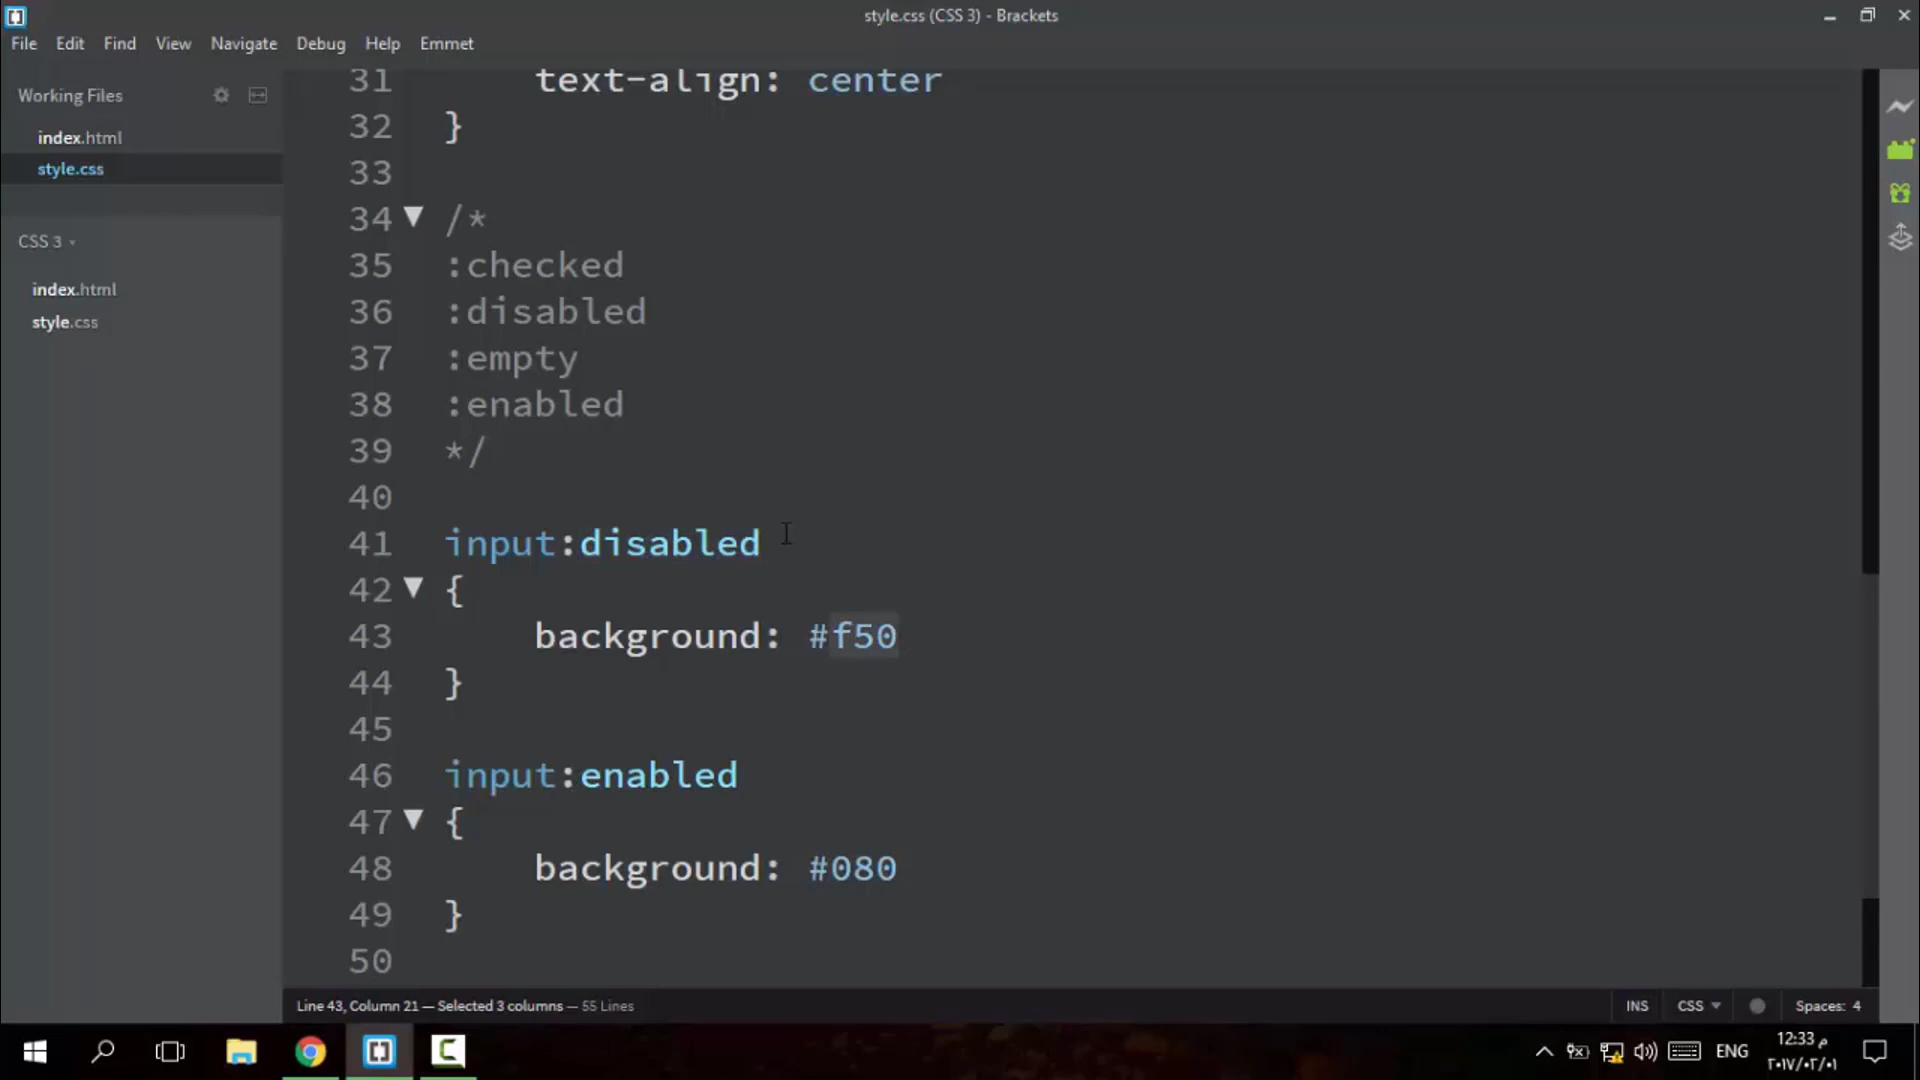 style.css (CSS 3) - Brackets
File Edit Find View Navigate Debug Help Emmet
Working Files
index.html
style.css
CSS 3
index.html
style.css
31 text-align: center
32 }
33
34 /*
35 :checked
36 :disabled
37 :empty
38 :enabled
39 */
40
41 input:disabled
42 {
43 background: #f50
44 }
45
46 input:enabled
47 {
48 background: #080
49 }
50
Line 43, Column 21 — Selected 3 columns — 55 Lines
INS CSS Spaces: 4
ENG
12:33 م
٢٠١٧/٠٢/٠١